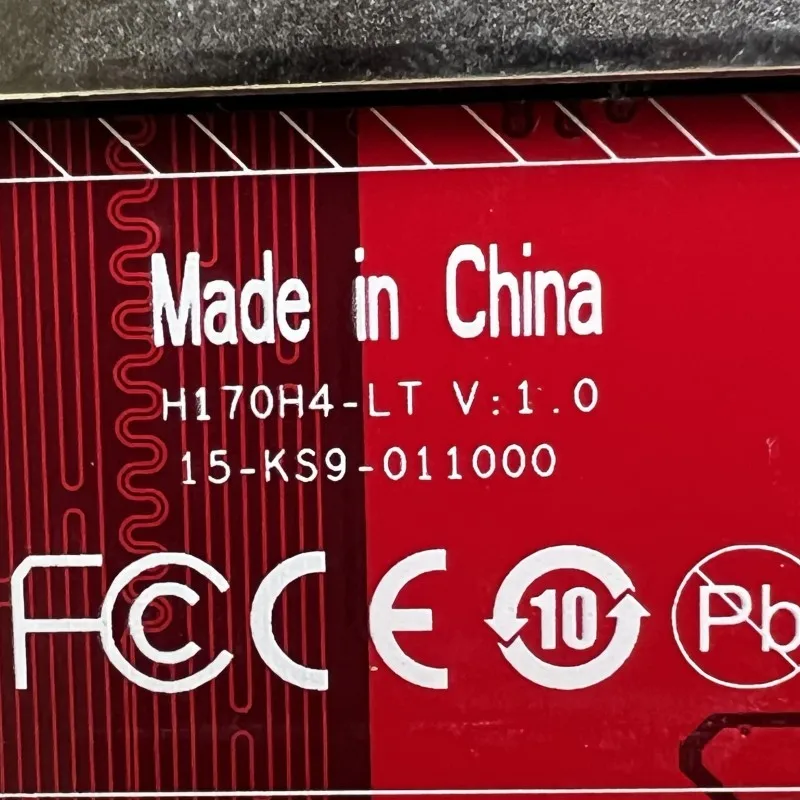 Made in China
H170H4-LT V:1.0
15-KS9-011000
FC CE 10 Pb